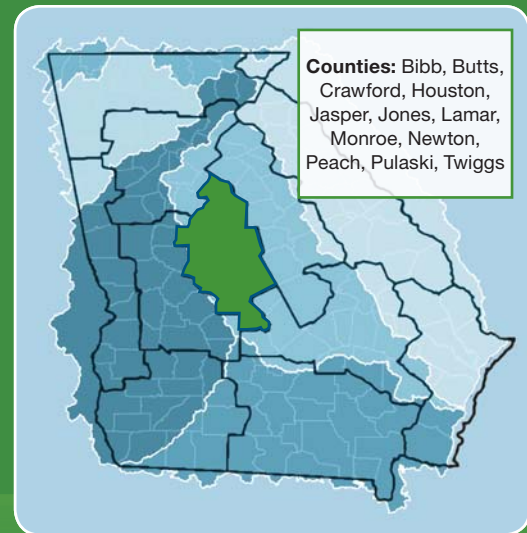 Counties: Bibb, Butts,
Crawford, Houston,
Jasper, Jones, Lamar,
Monroe, Newton,
Peach, Pulaski, Twiggs